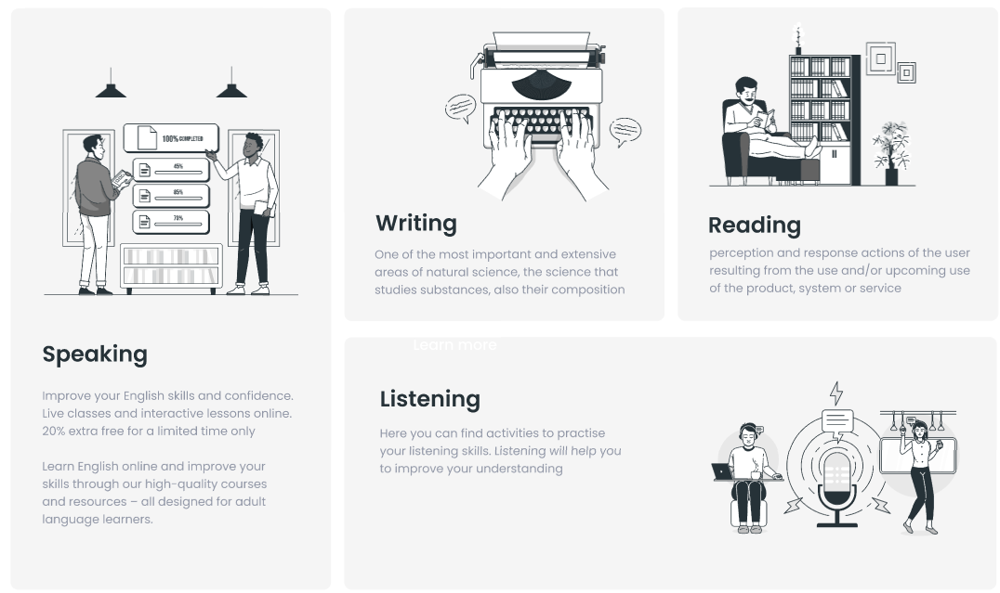 100% COMPLETED
45%
85%
70%
Speaking
Improve your English skills and confidence.
Live classes and interactive lessons online.
20% extra free for a limited time only
Learn English online and improve your
skills through our high-quality courses
and resources – all designed for adult
language learners.
Writing
One of the most important and extensive
areas of natural science, the science that
studies substances, also their composition
Reading
perception and response actions of the user
resulting from the use and/or upcoming use
of the product, system or service
Learn more
Listening
Here you can find activities to practise
your listening skills. Listening will help you
to improve your understanding